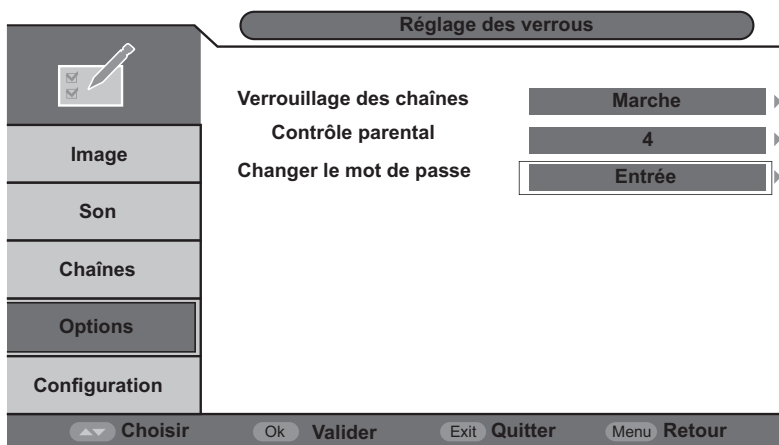 Réglage des verrous
Verrouillage des chaînes Marche
Contrôle parental 4
Changer le mot de passe Entrée
Image
Son
Chaînes
Options
Configuration
Choisir Ok Valider Exit Quitter Menu Retour